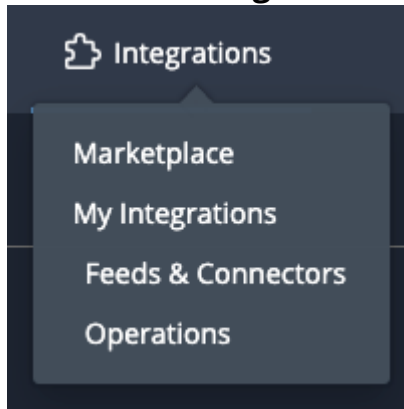 Integrations
Marketplace
My Integrations
Feeds & Connectors
Operations